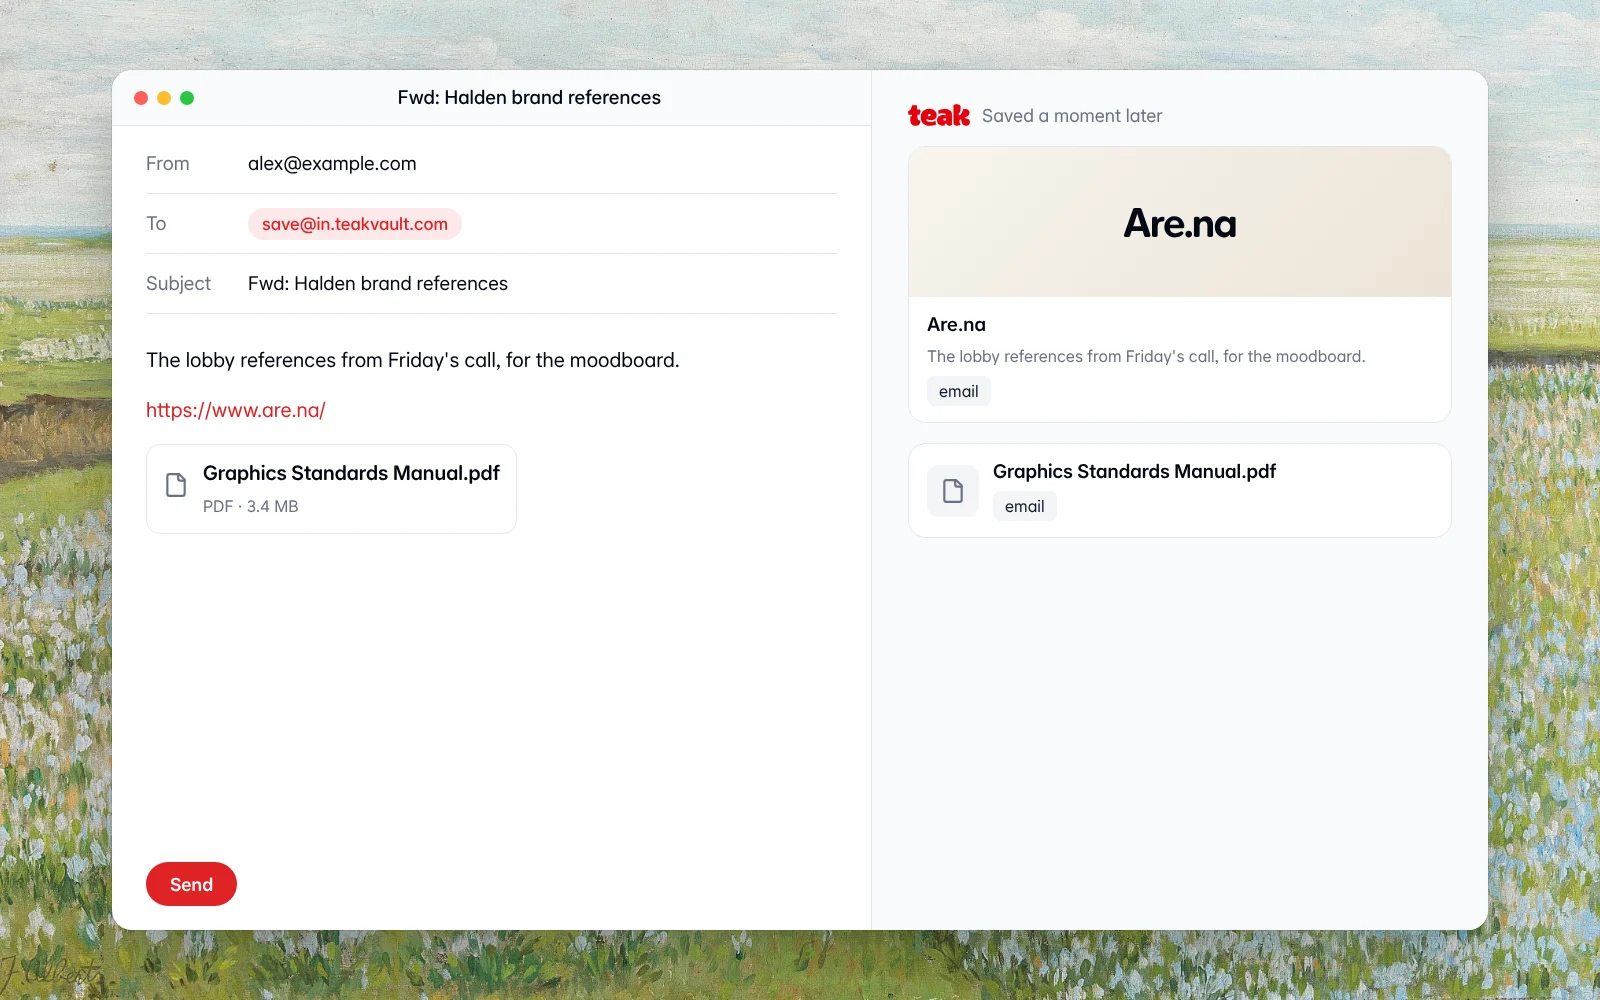 Fwd: Halden brand references
From alex@example.com
To save@in.teakvault.com
Subject Fwd: Halden brand references
The lobby references from Friday's call, for the moodboard.
https://www.are.na/
Graphics Standards Manual.pdf
PDF · 3.4 MB
Send
teak Saved a moment later
Are.na
Are.na
The lobby references from Friday's call, for the moodboard.
email
Graphics Standards Manual.pdf
email